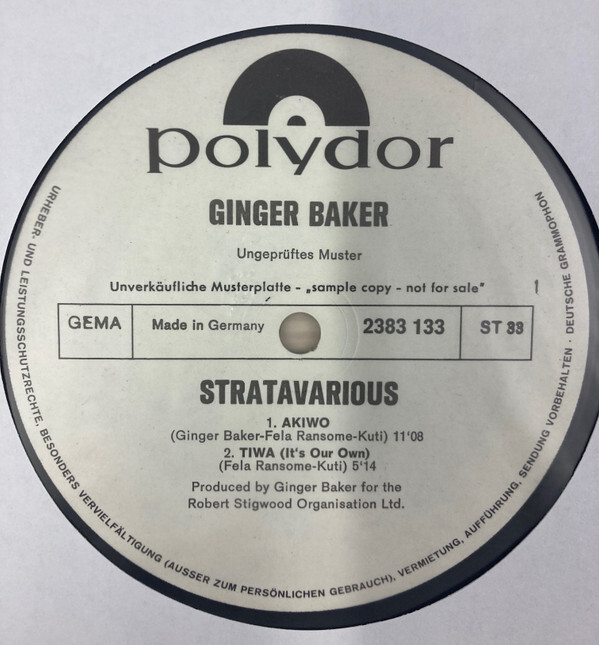 polydor
GINGER BAKER
Ungeprüftes Muster
Unverkäufliche Musterplatte - „sample copy - not for sale”
1
GEMA
Made in Germany
2383 133
ST 33
STRATAVARIOUS
1. AKIWO
(Ginger Baker-Fela Ransome-Kuti) 11'08
2. TIWA (It's Our Own)
(Fela Ransome-Kuti) 5'14
Produced by Ginger Baker for the
Robert Stigwood Organisation Ltd.
URHEBER- UND LEISTUNGSSCHUTZRECHTE, BESONDERS VERVIELFÄLTIGUNG (AUSSER ZUM PERSÖNLICHEN GEBRAUCH), VERMIETUNG, AUFFÜHRUNG, SENDUNG VORBEHALTEN · DEUTSCHE GRAMMOPHON